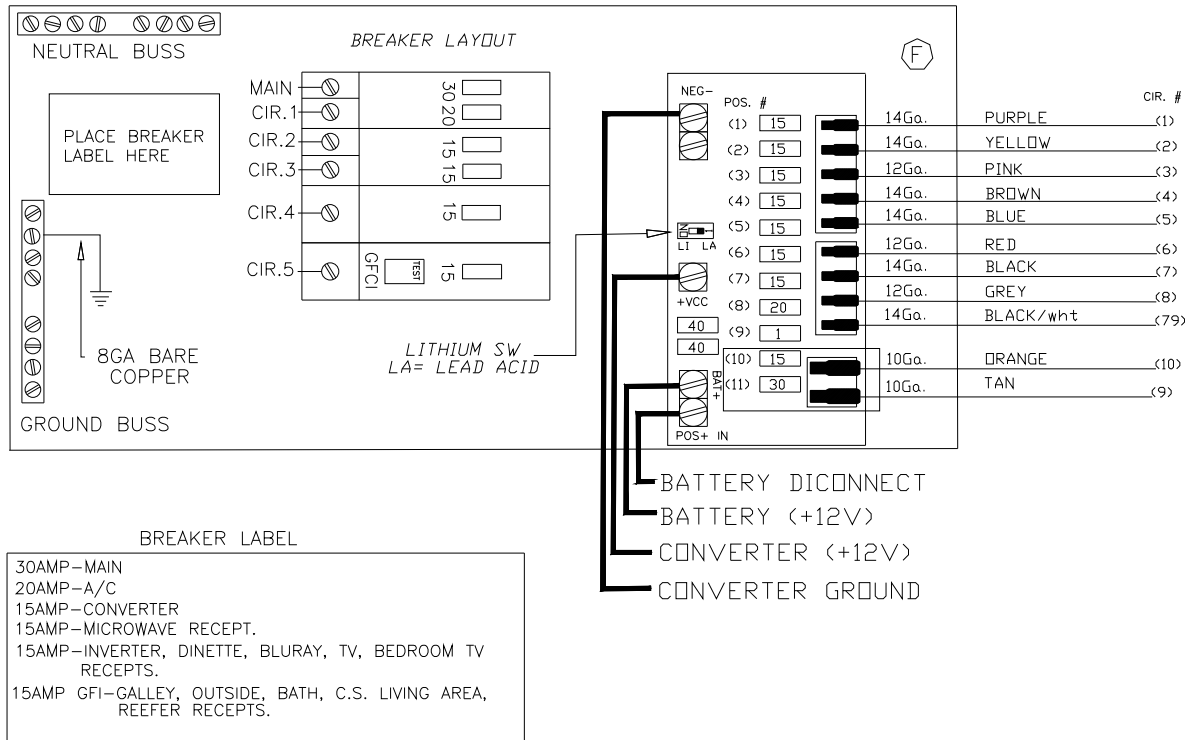 NEUTRAL BUSS
BREAKER LAYOUT
F
PLACE BREAKER
LABEL HERE
MAIN
30
CIR.1
20
CIR.2
15
CIR.3
15
CIR.4
15
CIR.5
GFCI
TEST
15
8GA BARE
COPPER
GROUND BUSS
LITHIUM SW
LA= LEAD ACID
NEG-
POS. #
(1) 15
(2) 15
(3) 15
(4) 15
(5) 15
(6) 15
(7) 15
(8) 20
(9) 1
(10) 15
(11) 30
ON
LI LA
+VCC
40
40
BAT+
POS+ IN
CIR. #
14Ga. PURPLE (1)
14Ga. YELLOW (2)
12Ga. PINK (3)
14Ga. BROWN (4)
14Ga. BLUE (5)
12Ga. RED (6)
14Ga. BLACK (7)
12Ga. GREY (8)
14Ga. BLACK/wht (79)
10Ga. ORANGE (10)
10Ga. TAN (9)
BATTERY DICONNECT
BATTERY (+12V)
CONVERTER (+12V)
CONVERTER GROUND
BREAKER LABEL
30AMP-MAIN
20AMP-A/C
15AMP-CONVERTER
15AMP-MICROWAVE RECEPT.
15AMP-INVERTER, DINETTE, BLURAY, TV, BEDROOM TV
RECEPTS.
15AMP GFI-GALLEY, OUTSIDE, BATH, C.S. LIVING AREA,
REEFER RECEPTS.